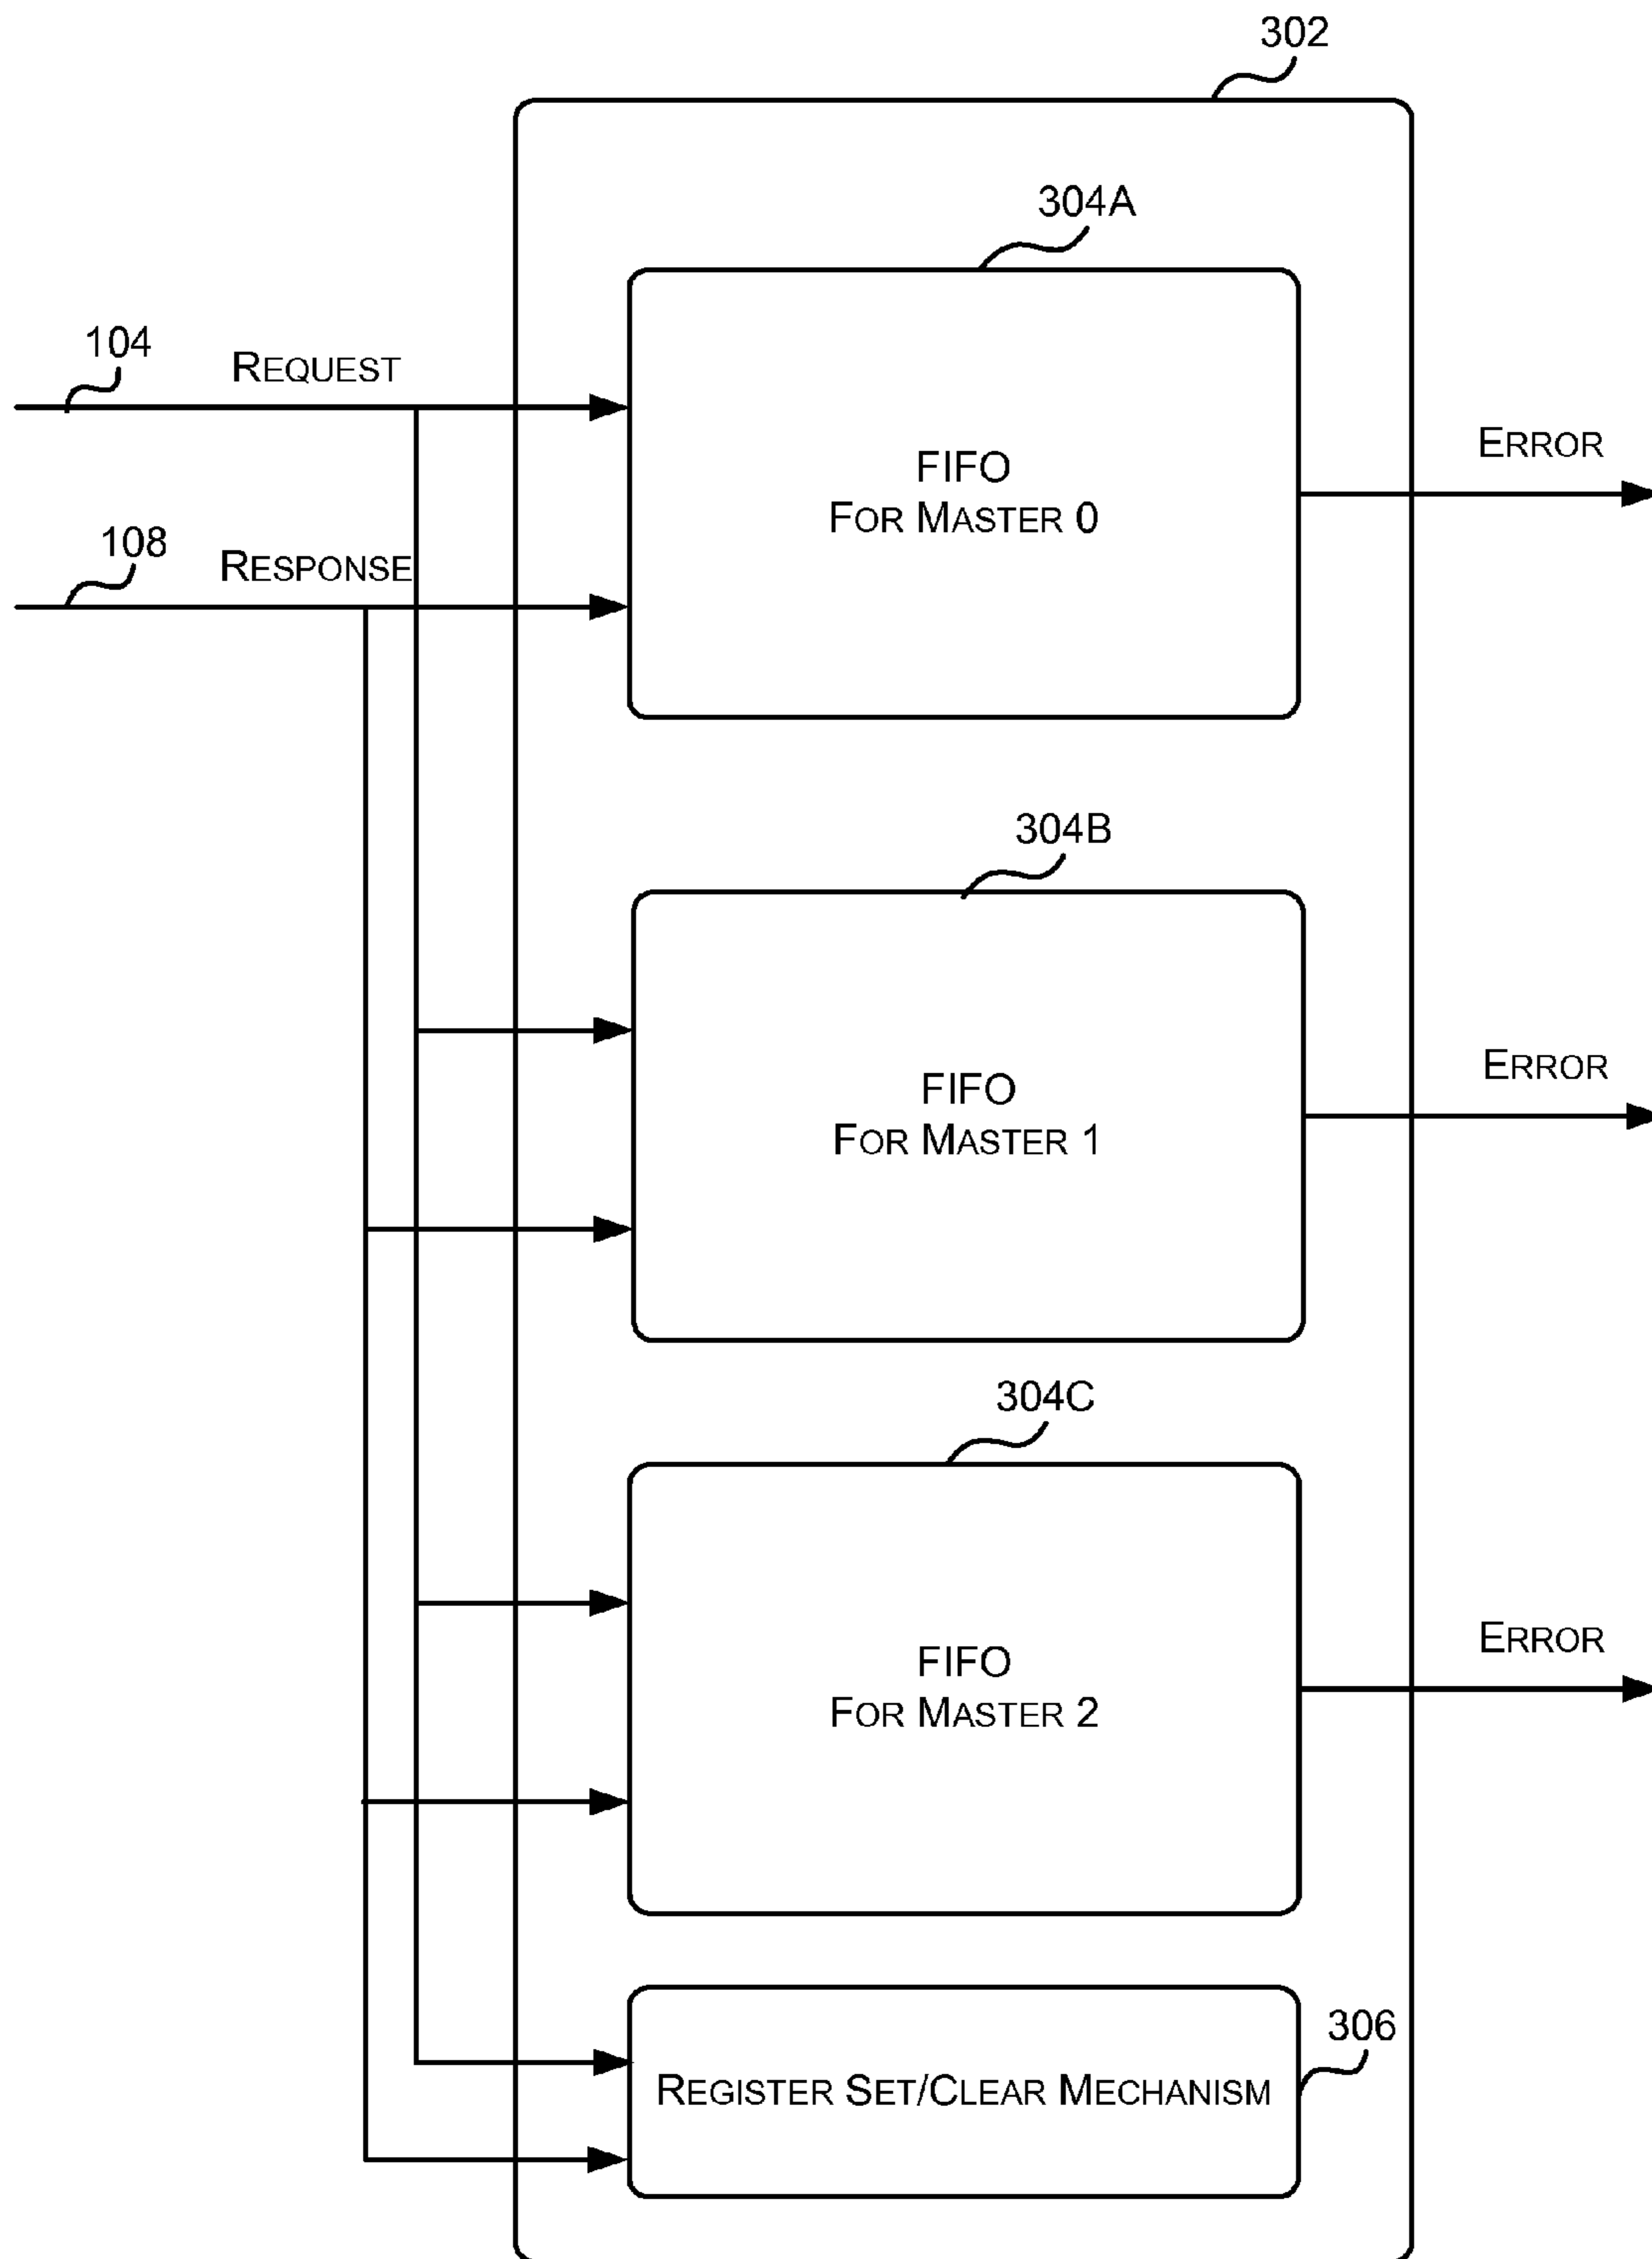 302
304A
104
REQUEST
ERROR
FIFO
FOR MASTER 0
108
RESPONSE
304B
ERROR
FIFO
FOR MASTER 1
304C
ERROR
FIFO
FOR MASTER 2
306
REGISTER SET/CLEAR MECHANISM